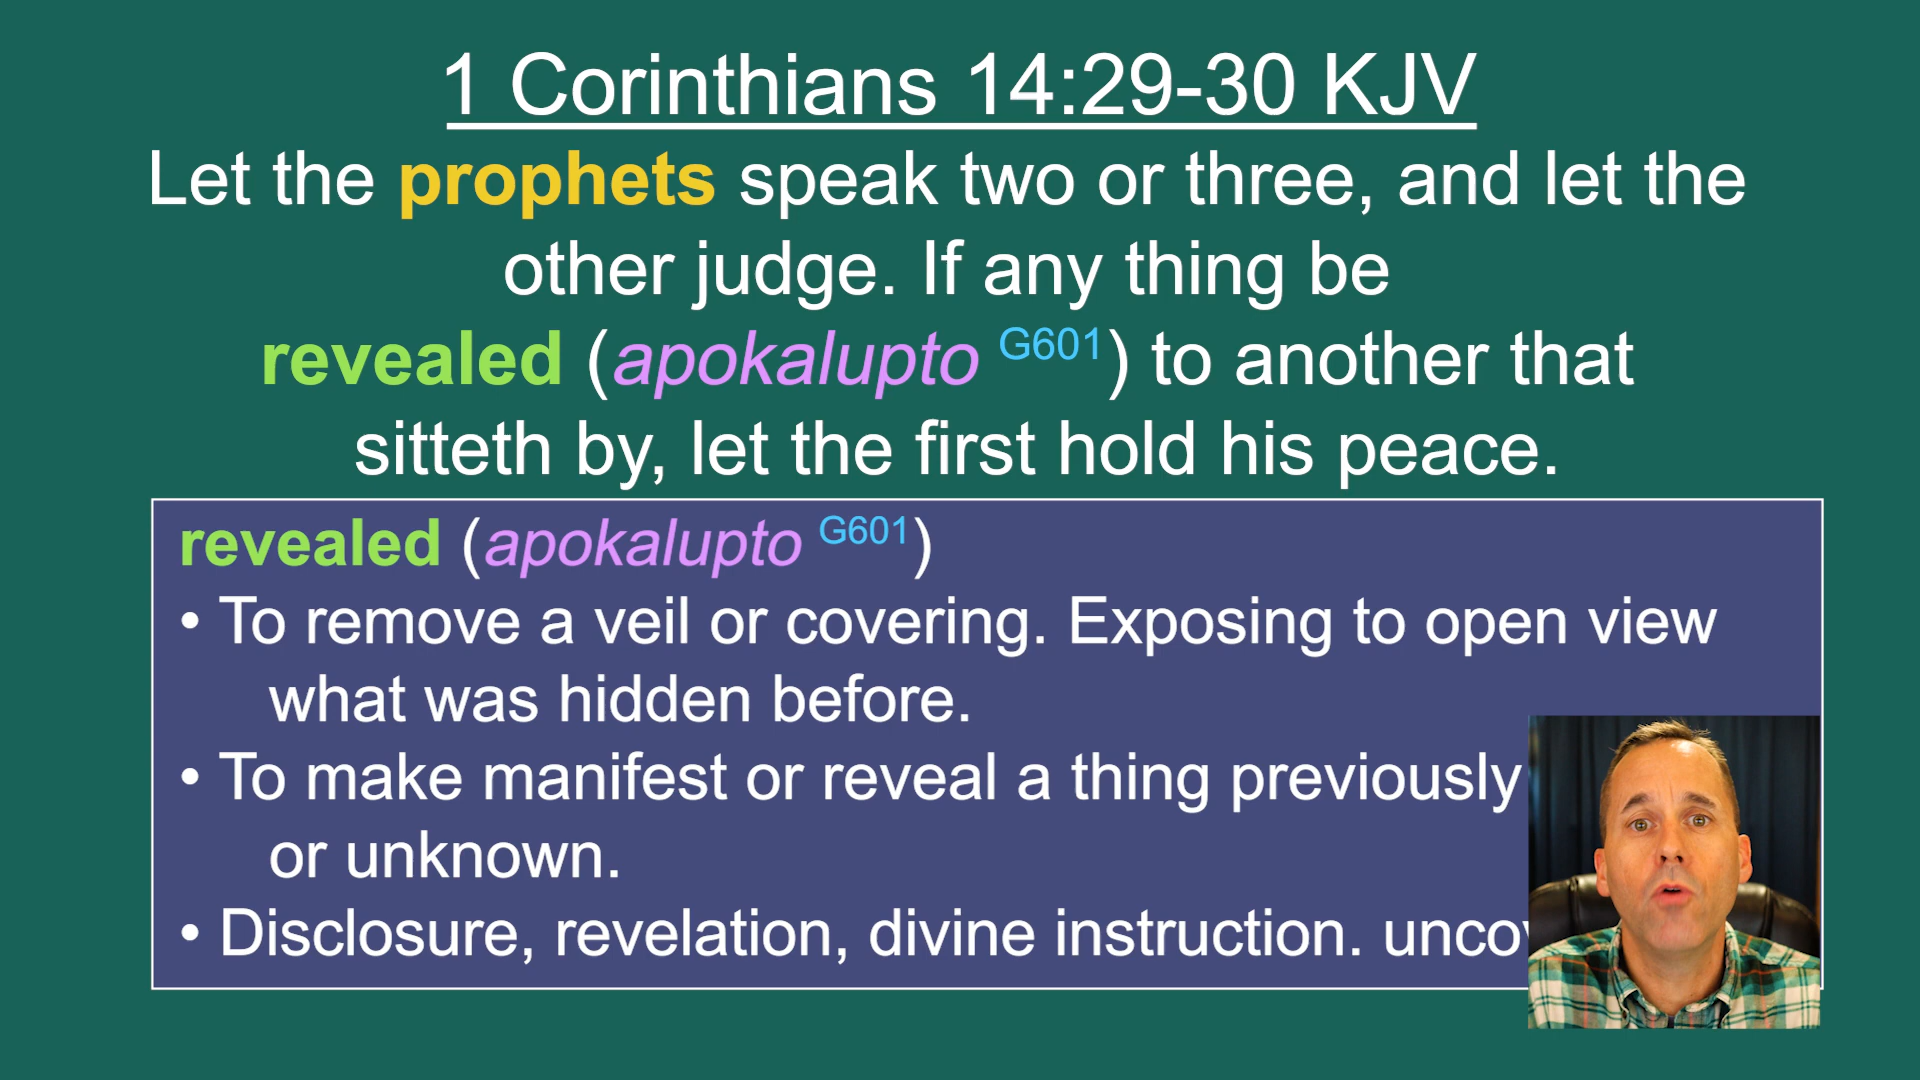 1 Corinthians 14:29-30 KJV
Let the prophets speak two or three, and let the
other judge. If any thing be
revealed (apokalupto G601) to another that
sitteth by, let the first hold his peace.
revealed (apokalupto G601)
• To remove a veil or covering. Exposing to open view
what was hidden before.
• To make manifest or reveal a thing previously
or unknown.
• Disclosure, revelation, divine instruction.